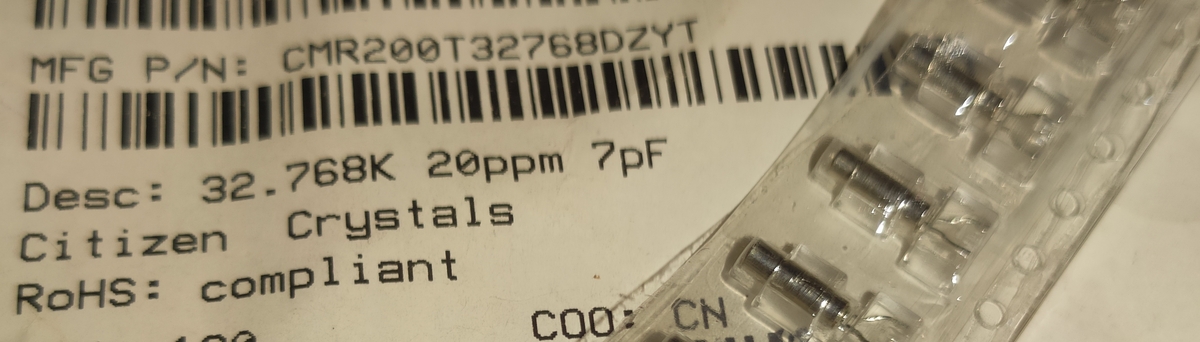 MFG P/N: CMR200T32768DZYT
Desc: 32.768K 20ppm 7pF
Citizen Crystals
RoHS: compliant
COO: CN